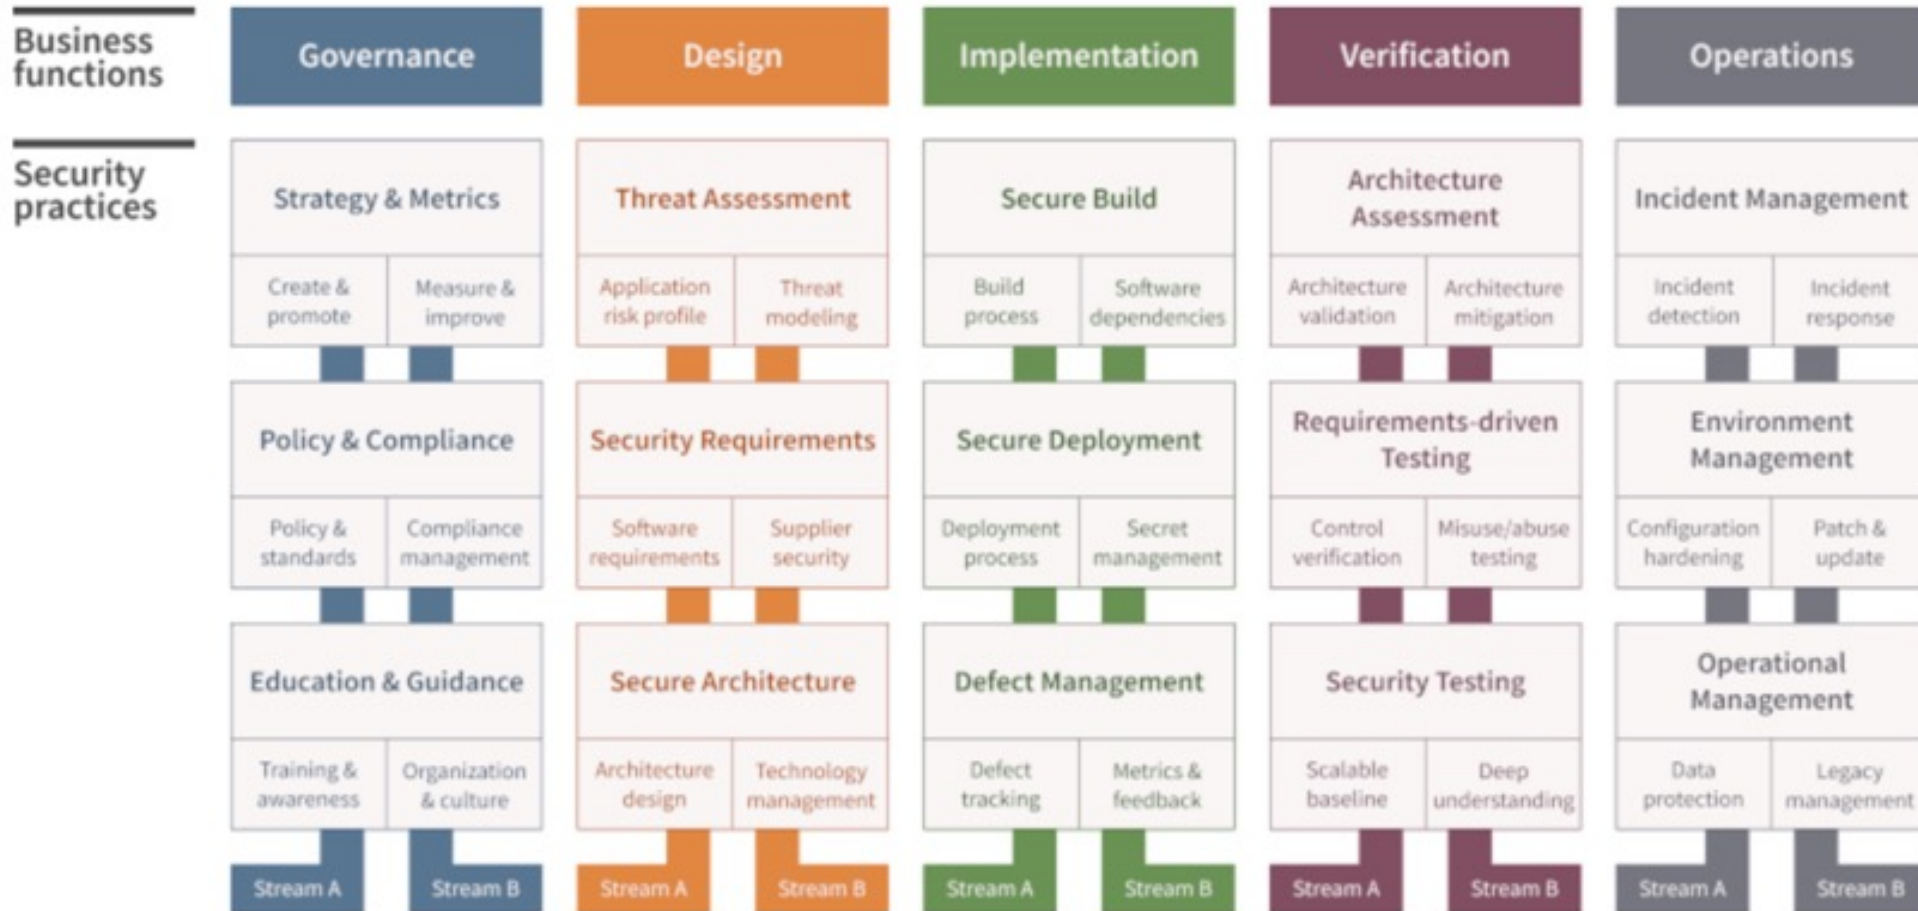 Business
functions
Governance
Design
Implementation
Verification
Operations
Security
practices
Strategy & Metrics
Threat Assessment
Secure Build
Architecture
Assessment
Incident Management
Create &
promote
Measure &
improve
Application
risk profile
Threat
modeling
Build
process
Software
dependencies
Architecture
validation
Architecture
mitigation
Incident
detection
Incident
response
Policy & Compliance
Security Requirements
Secure Deployment
Requirements-driven
Testing
Environment
Management
Policy &
standards
Compliance
management
Software
requirements
Supplier
security
Deployment
process
Secret
management
Control
verification
Misuse/abuse
testing
Configuration
hardening
Patch &
update
Education & Guidance
Secure Architecture
Defect Management
Security Testing
Operational
Management
Training &
awareness
Organization
& culture
Architecture
design
Technology
management
Defect
tracking
Metrics &
feedback
Scalable
baseline
Deep
understanding
Data
protection
Legacy
management
Stream A
Stream B
Stream A
Stream B
Stream A
Stream B
Stream A
Stream B
Stream A
Stream B